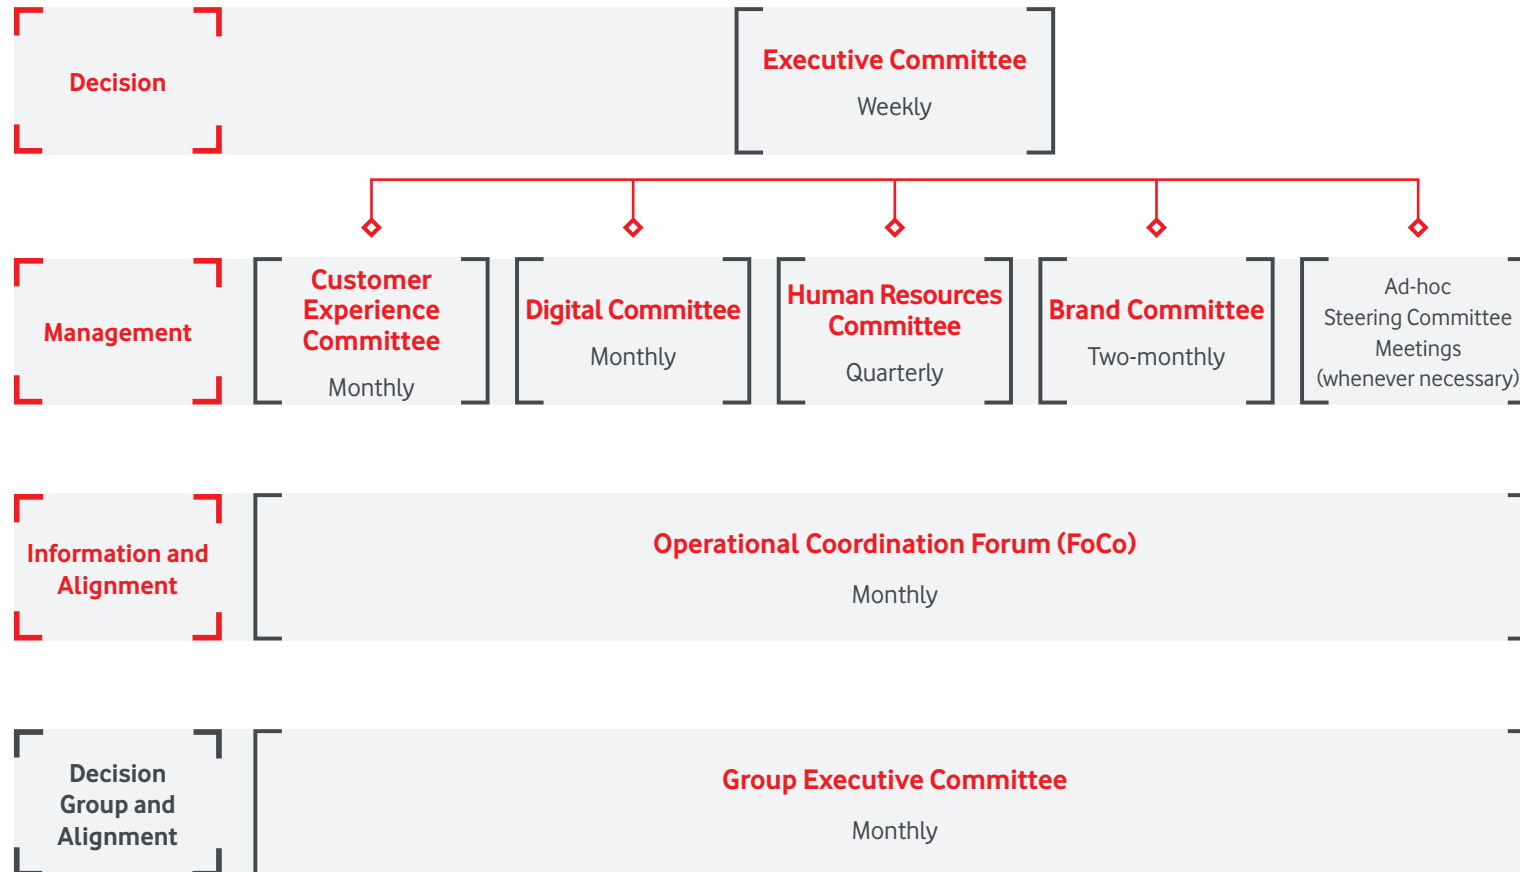 Decision
Executive Committee
Weekly
Management
Customer
Experience
Committee
Monthly
Digital Committee
Monthly
Human Resources
Committee
Quarterly
Brand Committee
Two-monthly
Ad-hoc
Steering Committee
Meetings
(whenever necessary)
Information and
Alignment
Operational Coordination Forum (FoCo)
Monthly
Decision
Group and
Alignment
Group Executive Committee
Monthly